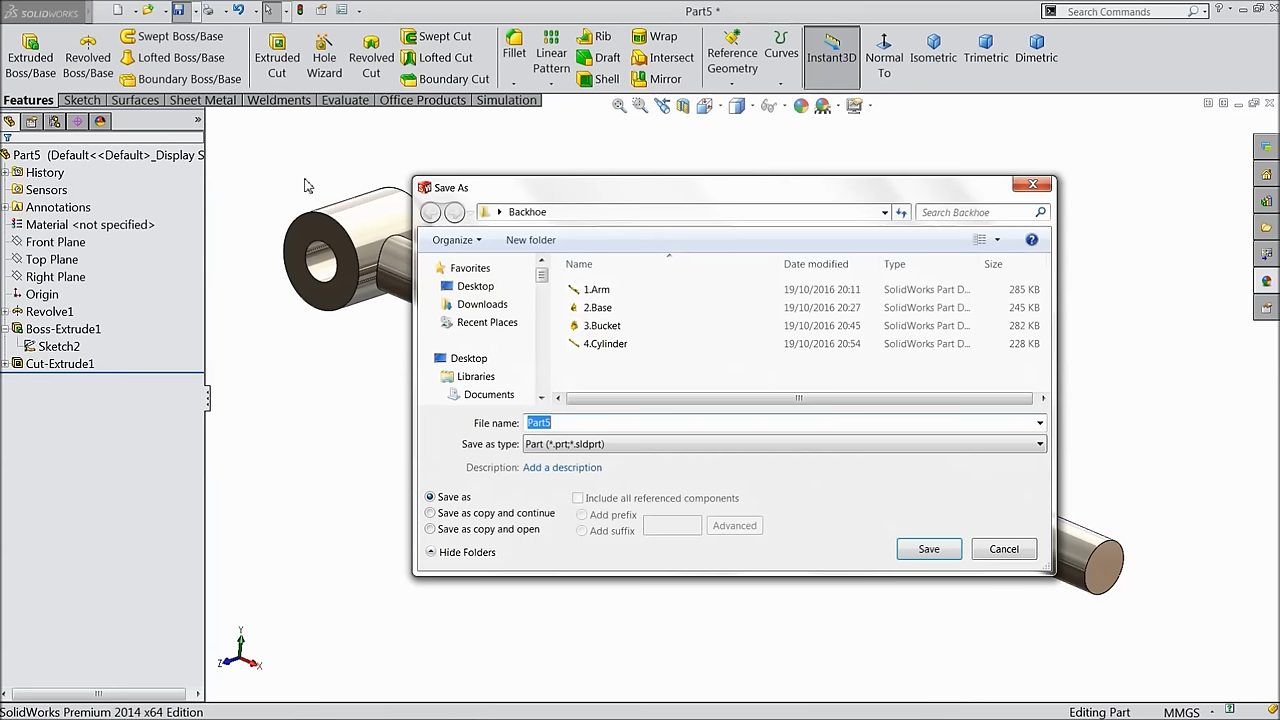 SOLIDWORKS
Part5 *
Search Commands
Extruded Boss/Base
Revolved Boss/Base
Swept Boss/Base
Lofted Boss/Base
Boundary Boss/Base
Extruded Cut
Hole Wizard
Revolved Cut
Swept Cut
Lofted Cut
Boundary Cut
Fillet
Linear Pattern
Rib
Draft
Shell
Wrap
Intersect
Mirror
Reference Geometry
Curves
Instant3D
Normal To
Isometric
Trimetric
Dimetric
Features
Sketch
Surfaces
Sheet Metal
Weldments
Evaluate
Office Products
Simulation
Part5 (Default<<Default>_Display S
History
Sensors
Annotations
Material <not specified>
Front Plane
Top Plane
Right Plane
Origin
Revolve1
Boss-Extrude1
Sketch2
Cut-Extrude1
Save As
Backhoe
Search Backhoe
Organize
New folder
Favorites
Desktop
Downloads
Recent Places
Desktop
Libraries
Documents
Name Date modified Type Size
1.Arm 19/10/2016 20:11 SolidWorks Part D... 285 KB
2.Base 19/10/2016 20:27 SolidWorks Part D... 245 KB
3.Bucket 19/10/2016 20:45 SolidWorks Part D... 282 KB
4.Cylinder 19/10/2016 20:54 SolidWorks Part D... 228 KB
File name: Part5
Save as type: Part (*.prt;*.sldprt)
Description: Add a description
Save as
Save as copy and continue
Save as copy and open
Include all referenced components
Add prefix
Add suffix
Advanced
Hide Folders
Save
Cancel
Y
Z
X
SolidWorks Premium 2014 x64 Edition
Editing Part
MMGS